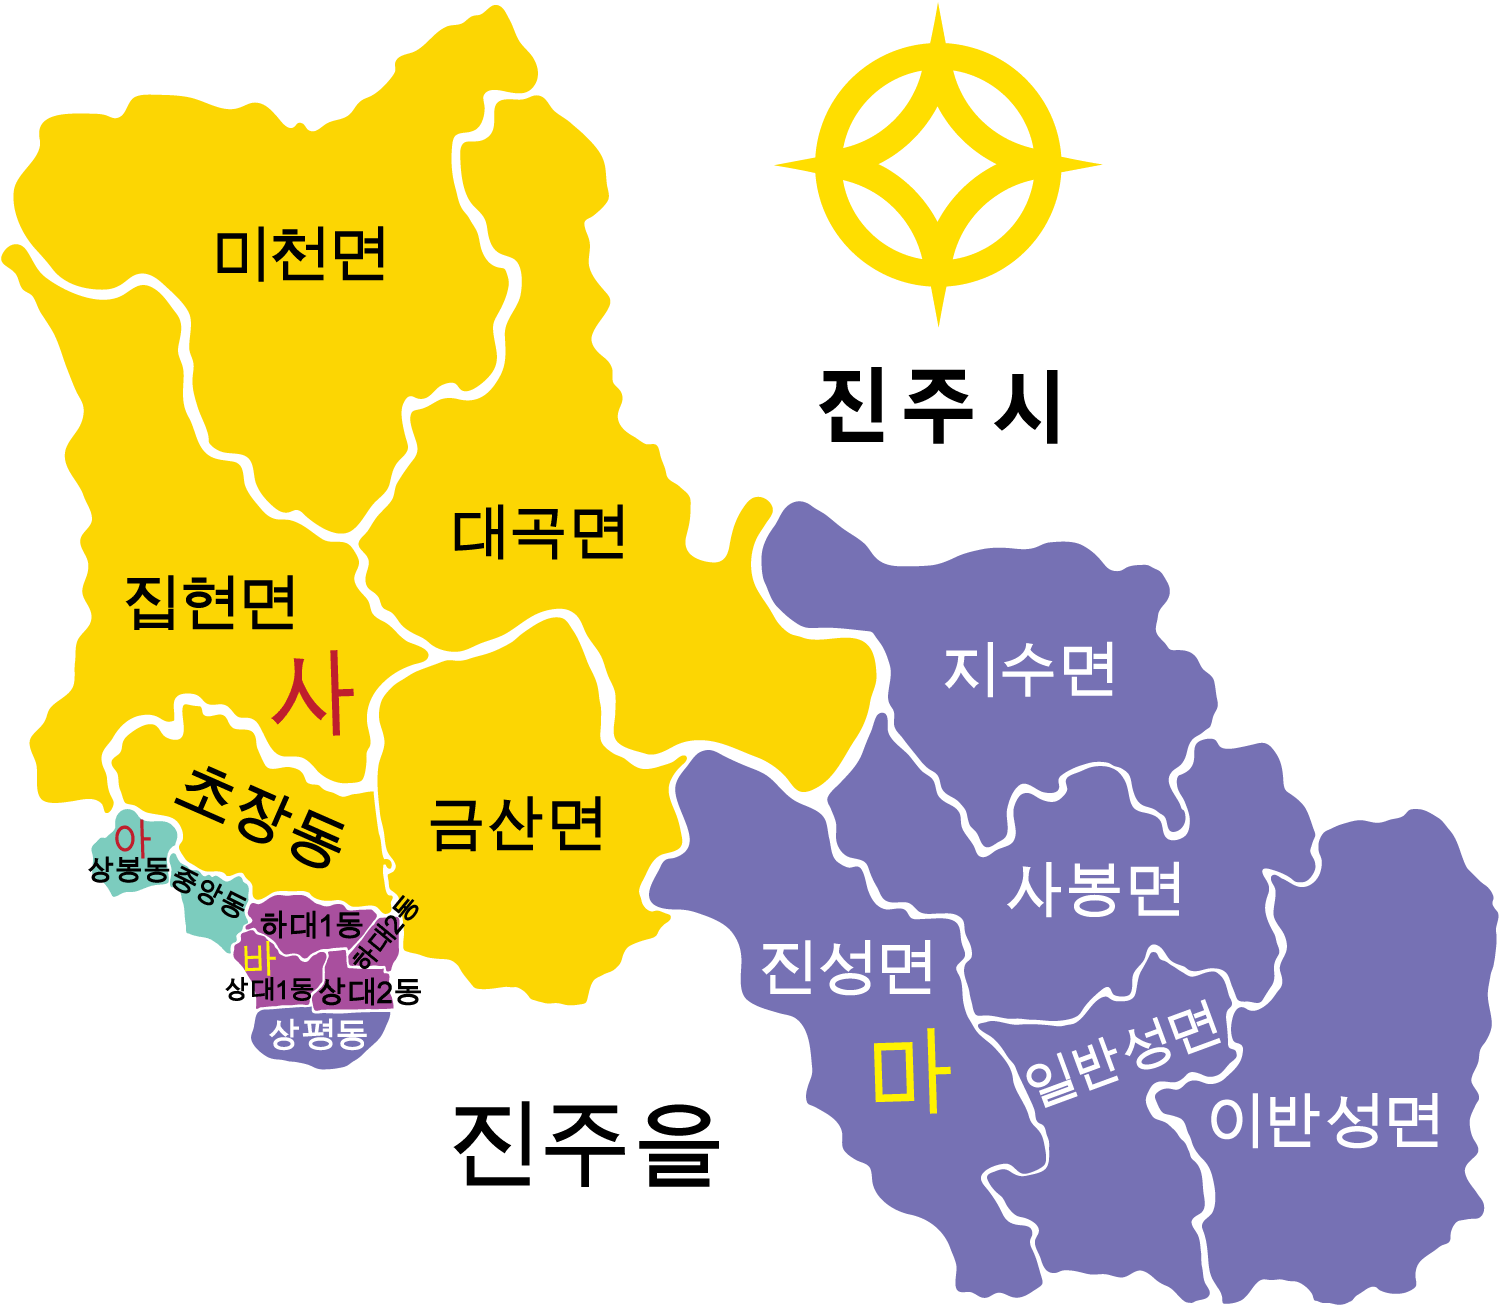 미천면
진주시
대곡면
집현면
사
지수면
초장동
금산면
아
상봉동
중앙동
하대1동
하대2동
바
상대1동
상대2동
상평동
사봉면
진성면
마
일반성면
이반성면
진주을